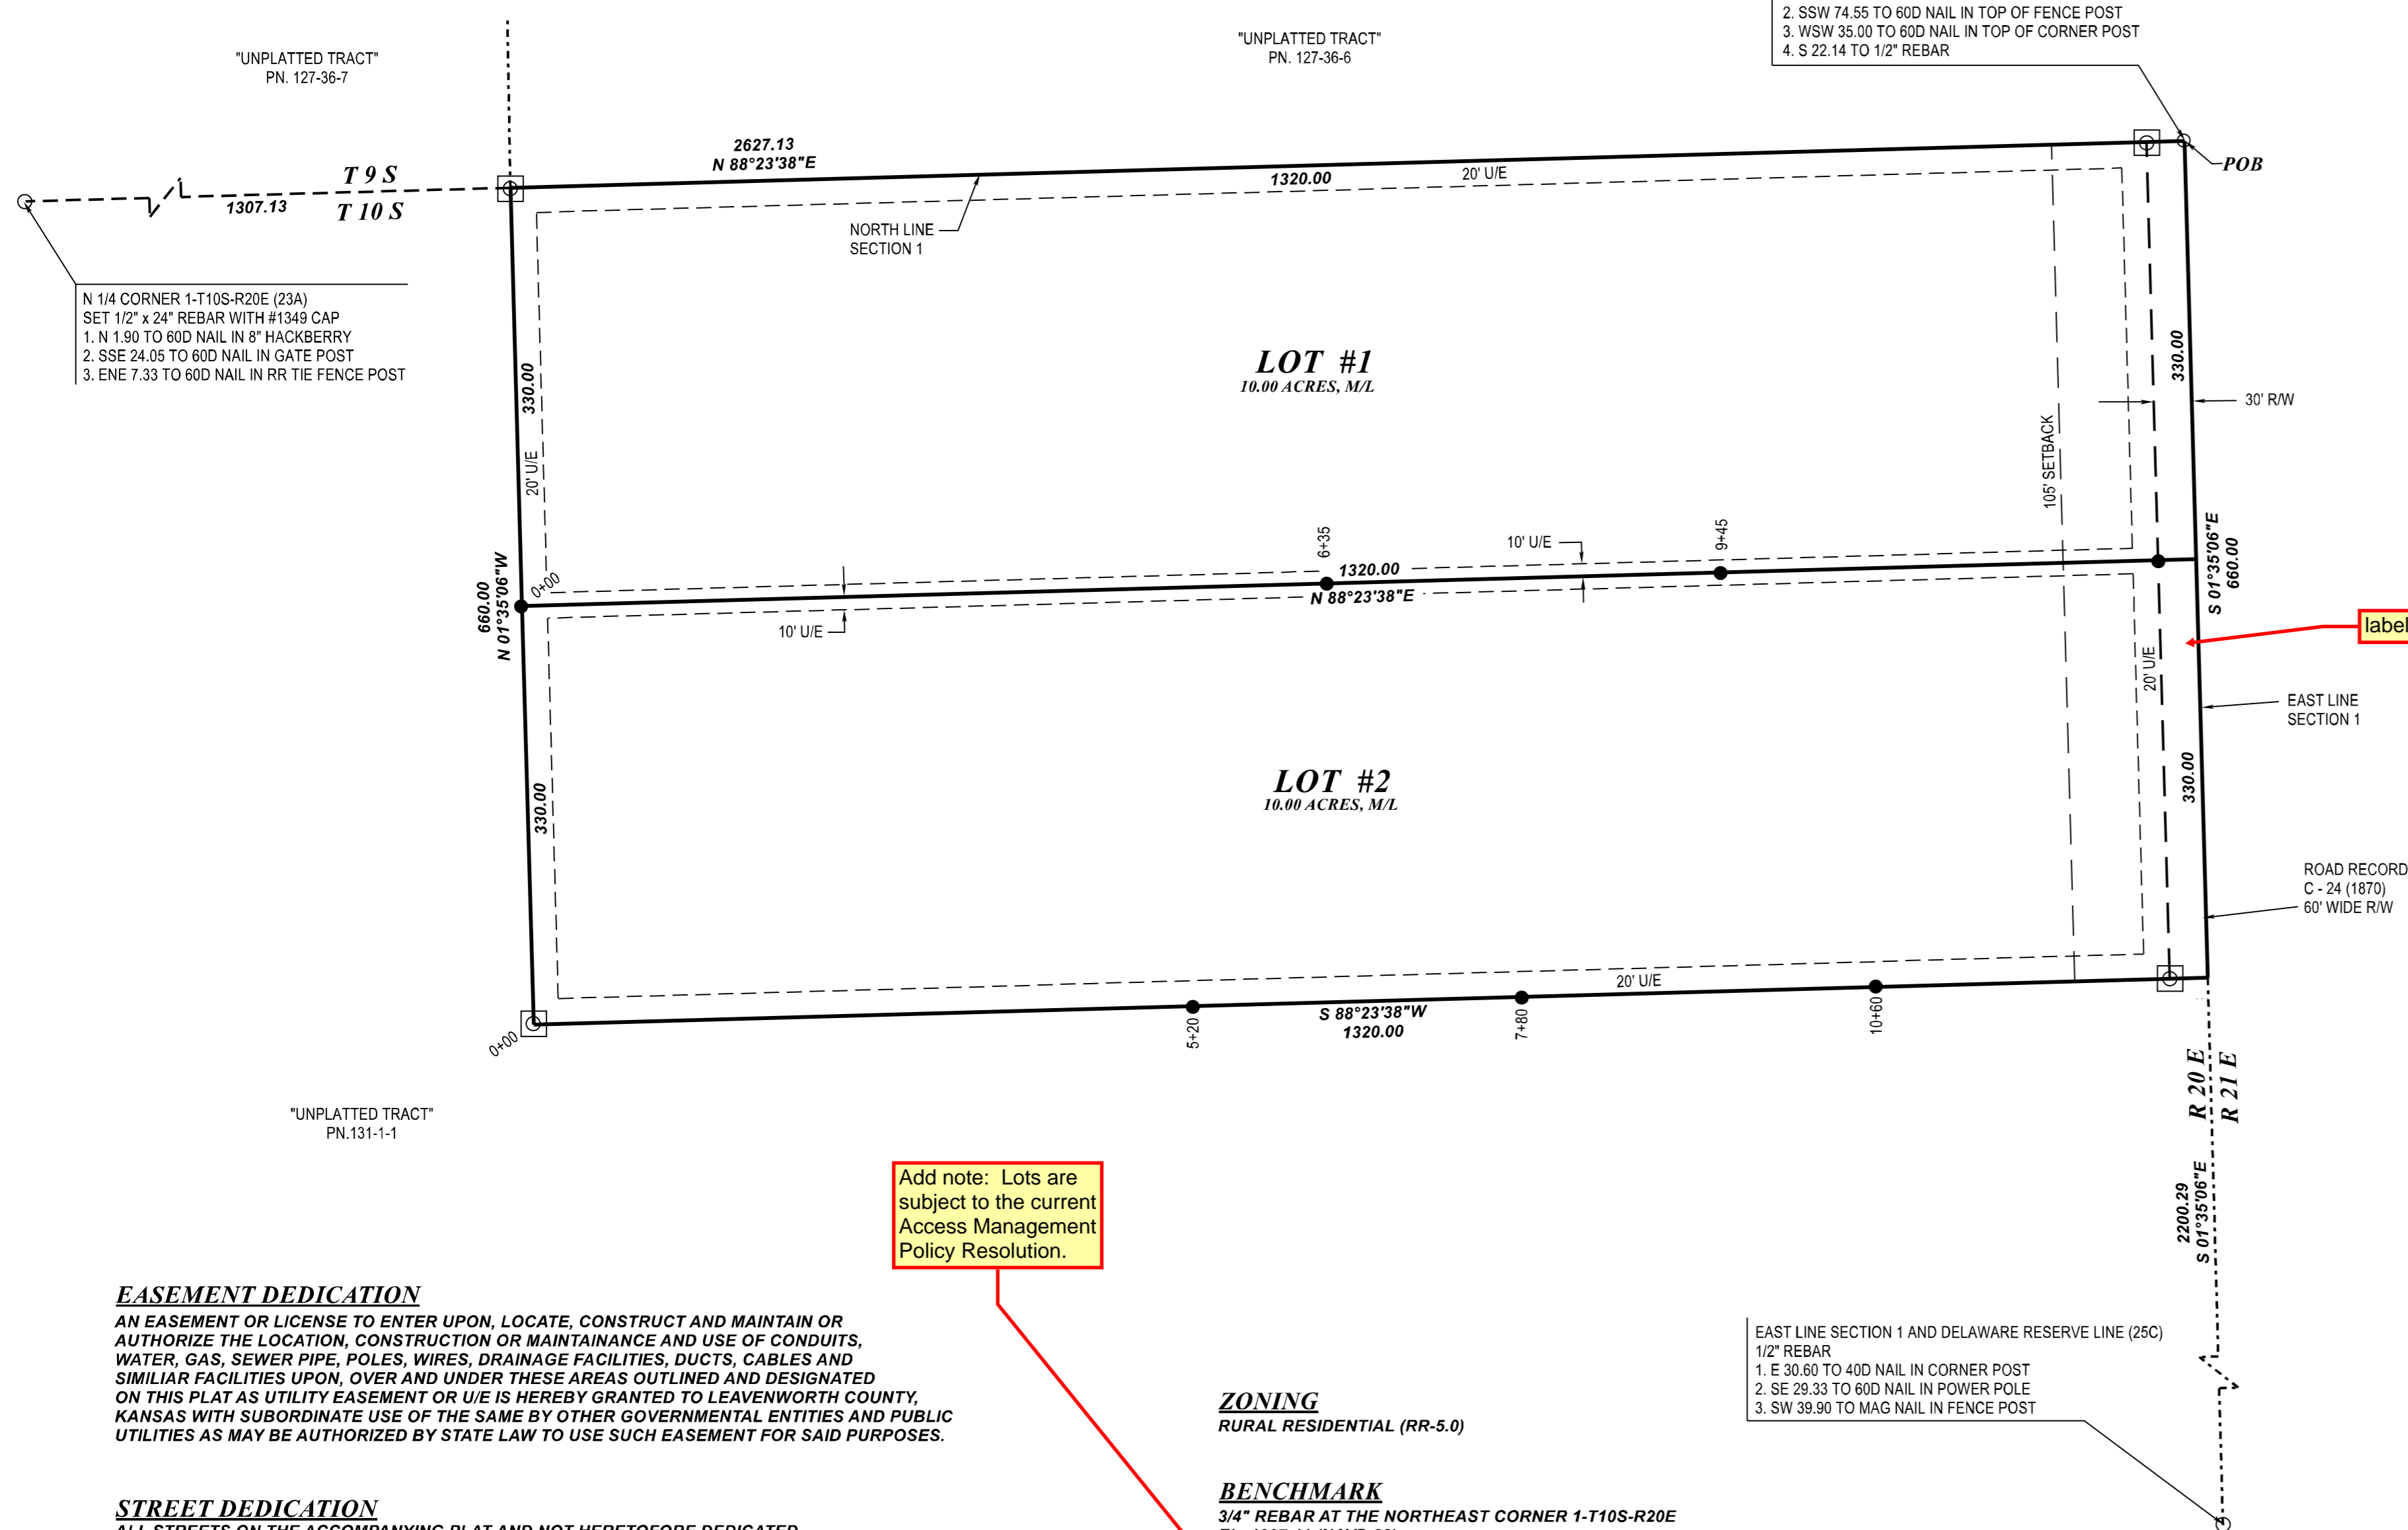 2. SSW 74.55 TO 60D NAIL IN TOP OF FENCE POST
3. WSW 35.00 TO 60D NAIL IN TOP OF CORNER POST
4. S 22.14 TO 1/2" REBAR
"UNPLATTED TRACT"
PN. 127-36-7
"UNPLATTED TRACT"
PN. 127-36-6
2627.13
N 88°23'38"E
1320.00
20' U/E
POB
T 9 S
1307.13
T 10 S
NORTH LINE
SECTION 1
N 1/4 CORNER 1-T10S-R20E (23A)
SET 1/2" x 24" REBAR WITH #1349 CAP
1. N 1.90 TO 60D NAIL IN 8" HACKBERRY
2. SSE 24.05 TO 60D NAIL IN GATE POST
3. ENE 7.33 TO 60D NAIL IN RR TIE FENCE POST
330.00
20' U/E
LOT #1
10.00 ACRES, M/L
330.00
30' R/W
105' SETBACK
660.00
N 01°35'06"W
0+00
6+35
10' U/E
9+45
1320.00
N 88°23'38"E
10' U/E
S 01°35'06"E
660.00
label
20' U/E
EAST LINE
SECTION 1
330.00
LOT #2
10.00 ACRES, M/L
330.00
ROAD RECORD
C - 24 (1870)
60' WIDE R/W
20' U/E
0+00
5+20
S 88°23'38"W
1320.00
7+80
10+60
R 20 E
R 21 E
"UNPLATTED TRACT"
PN.131-1-1
2200.29
S 01°35'06"E
Add note: Lots are
subject to the current
Access Management
Policy Resolution.
EASEMENT DEDICATION
AN EASEMENT OR LICENSE TO ENTER UPON, LOCATE, CONSTRUCT AND MAINTAIN OR
AUTHORIZE THE LOCATION, CONSTRUCTION OR MAINTAINANCE AND USE OF CONDUITS,
WATER, GAS, SEWER PIPE, POLES, WIRES, DRAINAGE FACILITIES, DUCTS, CABLES AND
SIMILIAR FACILITIES UPON, OVER AND UNDER THESE AREAS OUTLINED AND DESIGNATED
ON THIS PLAT AS UTILITY EASEMENT OR U/E IS HEREBY GRANTED TO LEAVENWORTH COUNTY,
KANSAS WITH SUBORDINATE USE OF THE SAME BY OTHER GOVERNMENTAL ENTITIES AND PUBLIC
UTILITIES AS MAY BE AUTHORIZED BY STATE LAW TO USE SUCH EASEMENT FOR SAID PURPOSES.
EAST LINE SECTION 1 AND DELAWARE RESERVE LINE (25C)
1/2" REBAR
1. E 30.60 TO 40D NAIL IN CORNER POST
2. SE 29.33 TO 60D NAIL IN POWER POLE
3. SW 39.90 TO MAG NAIL IN FENCE POST
ZONING
RURAL RESIDENTIAL (RR-5.0)
STREET DEDICATION
ALL STREETS ON THE ACCOMPANYING PLAT AND NOT HERETOFORE DEDICATED
BENCHMARK
3/4" REBAR AT THE NORTHEAST CORNER 1-T10S-R20E